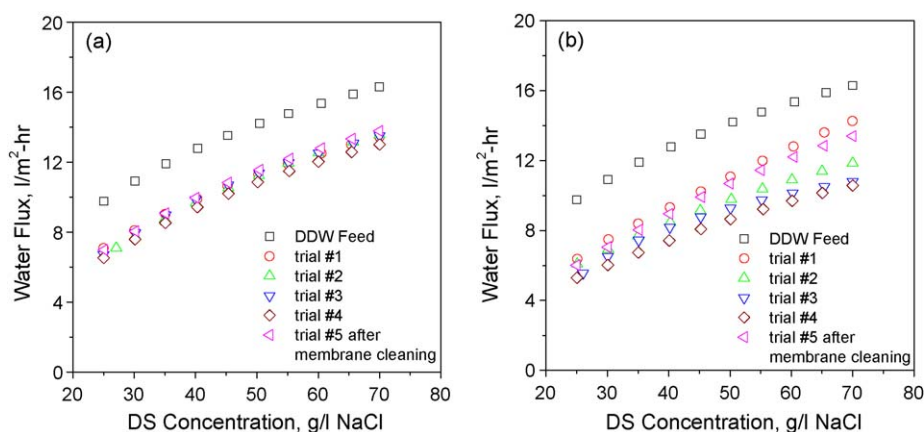 (a)
Water Flux, l/m²-hr
20
16
12
8
4
0
20 30 40 50 60 70 80
DS Concentration, g/l NaCl
DDW Feed
trial #1
trial #2
trial #3
trial #4
trial #5 after
membrane cleaning
(b)
Water Flux, l/m²-hr
20
16
12
8
4
0
20 30 40 50 60 70 80
DS Concentration, g/l NaCl
DDW Feed
trial #1
trial #2
trial #3
trial #4
trial #5 after
membrane cleaning